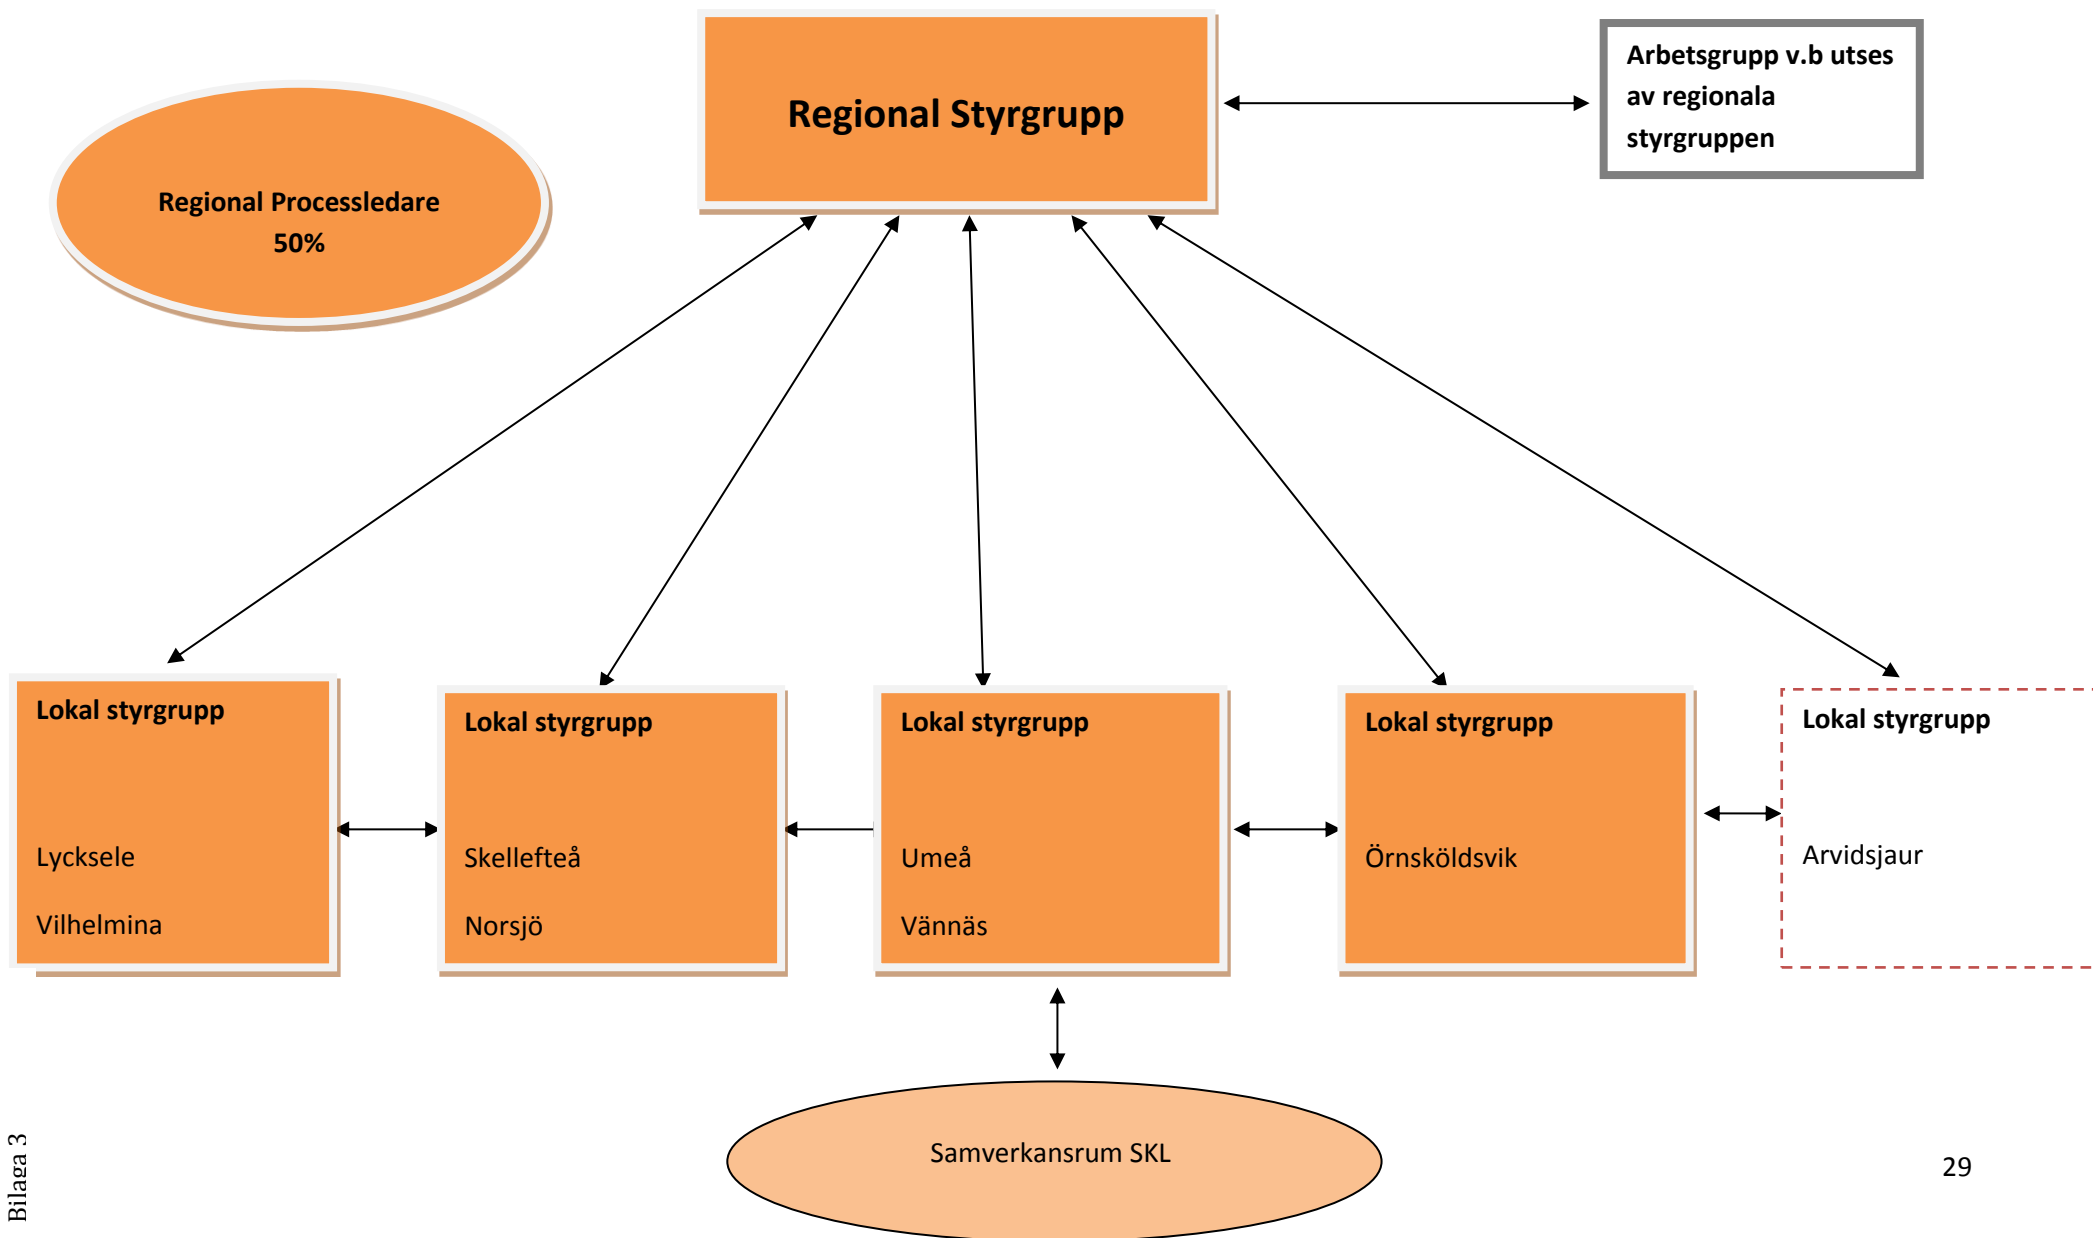 Regional Styrgrupp
Arbetsgrupp v.b utses
av regionala
styrgruppen
Regional Processledare
50%
Lokal styrgrupp
Lycksele
Vilhelmina
Lokal styrgrupp
Skellefteå
Norsjö
Lokal styrgrupp
Umeå
Vännäs
Lokal styrgrupp
Örnsköldsvik
Lokal styrgrupp
Arvidsjaur
Samverkansrum SKL
Bilaga 3
29